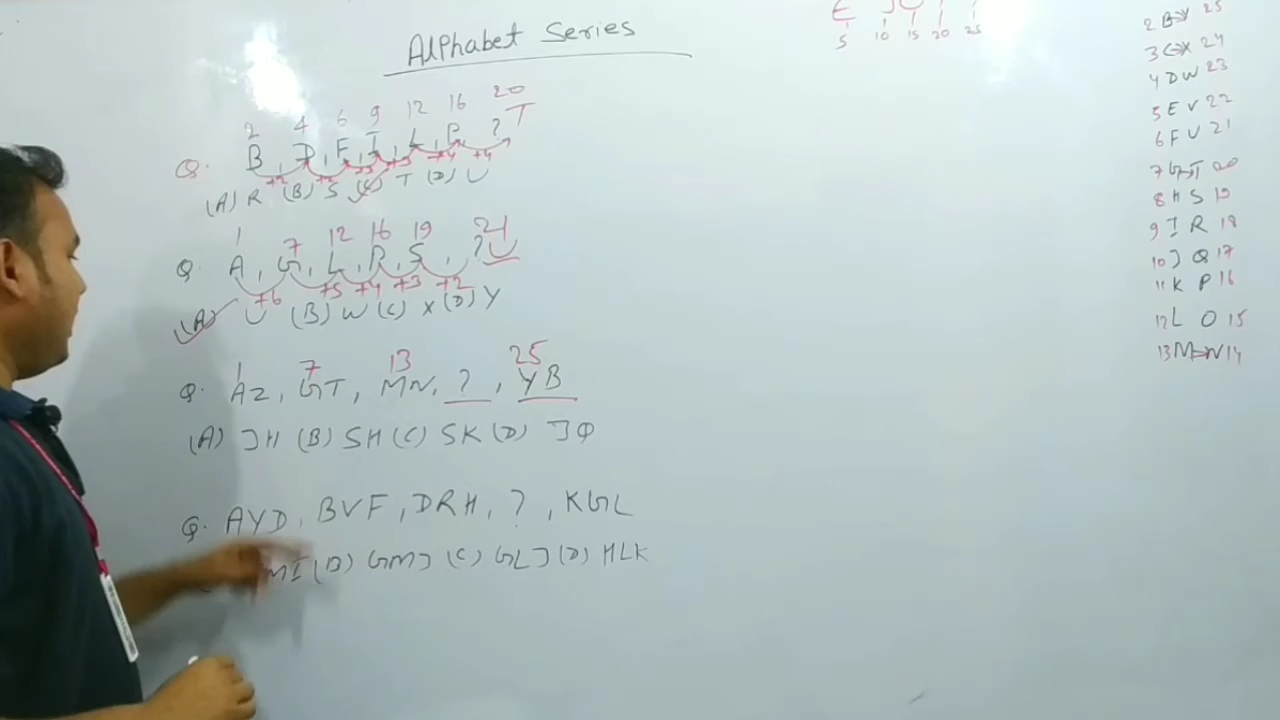 Alphabet Series
E J O
5 10 15 20 25
2 4 6 9 12 16 20
Q. B, D, F, I, L, P, ? T
+2 +2 +3 +3 +4 +4
(A) R (B) S (C) T (D) U
1 7 12 16 19 21
Q. A, G, L, P, S, ? U
+6 +5 +4 +3 +2
(A) U (B) W (C) X (D) Y
1 7 13 25
Q. AZ, GT, MN, ?, YB
(A) JH (B) SH (C) SK (D) JQ
Q. AYD, BVF, DRH, ?, KGL
MI (B) GMJ (C) GLJ (D) HLK
2 B Y 25
3 C X 24
4 D W 23
5 E V 22
6 F U 21
7 G T 20
8 H S 19
9 I R 18
10 J Q 17
11 K P 16
12 L O 15
13 M N 14